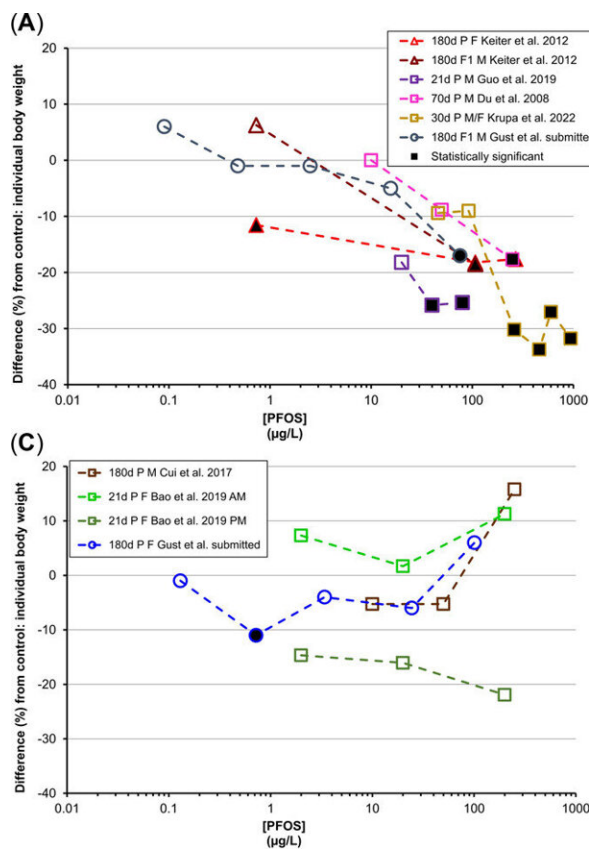 (A)
180d P F Keiter et al. 2012
180d F1 M Keiter et al. 2012
21d P M Guo et al. 2019
70d P M Du et al. 2008
30d P M/F Krupa et al. 2022
180d F1 M Gust et al. submitted
Statistically significant
Difference (%) from control: individual body weight
20
10
0
-10
-20
-30
-40
0.01
0.1
1
10
100
1000
[PFOS]
(µg/L)
(C)
180d P M Cui et al. 2017
21d P F Bao et al. 2019 AM
21d P F Bao et al. 2019 PM
180d P F Gust et al. submitted
Difference (%) from control: individual body weight
20
10
0
-10
-20
-30
-40
0.01
0.1
1
10
100
1000
[PFOS]
(µg/L)